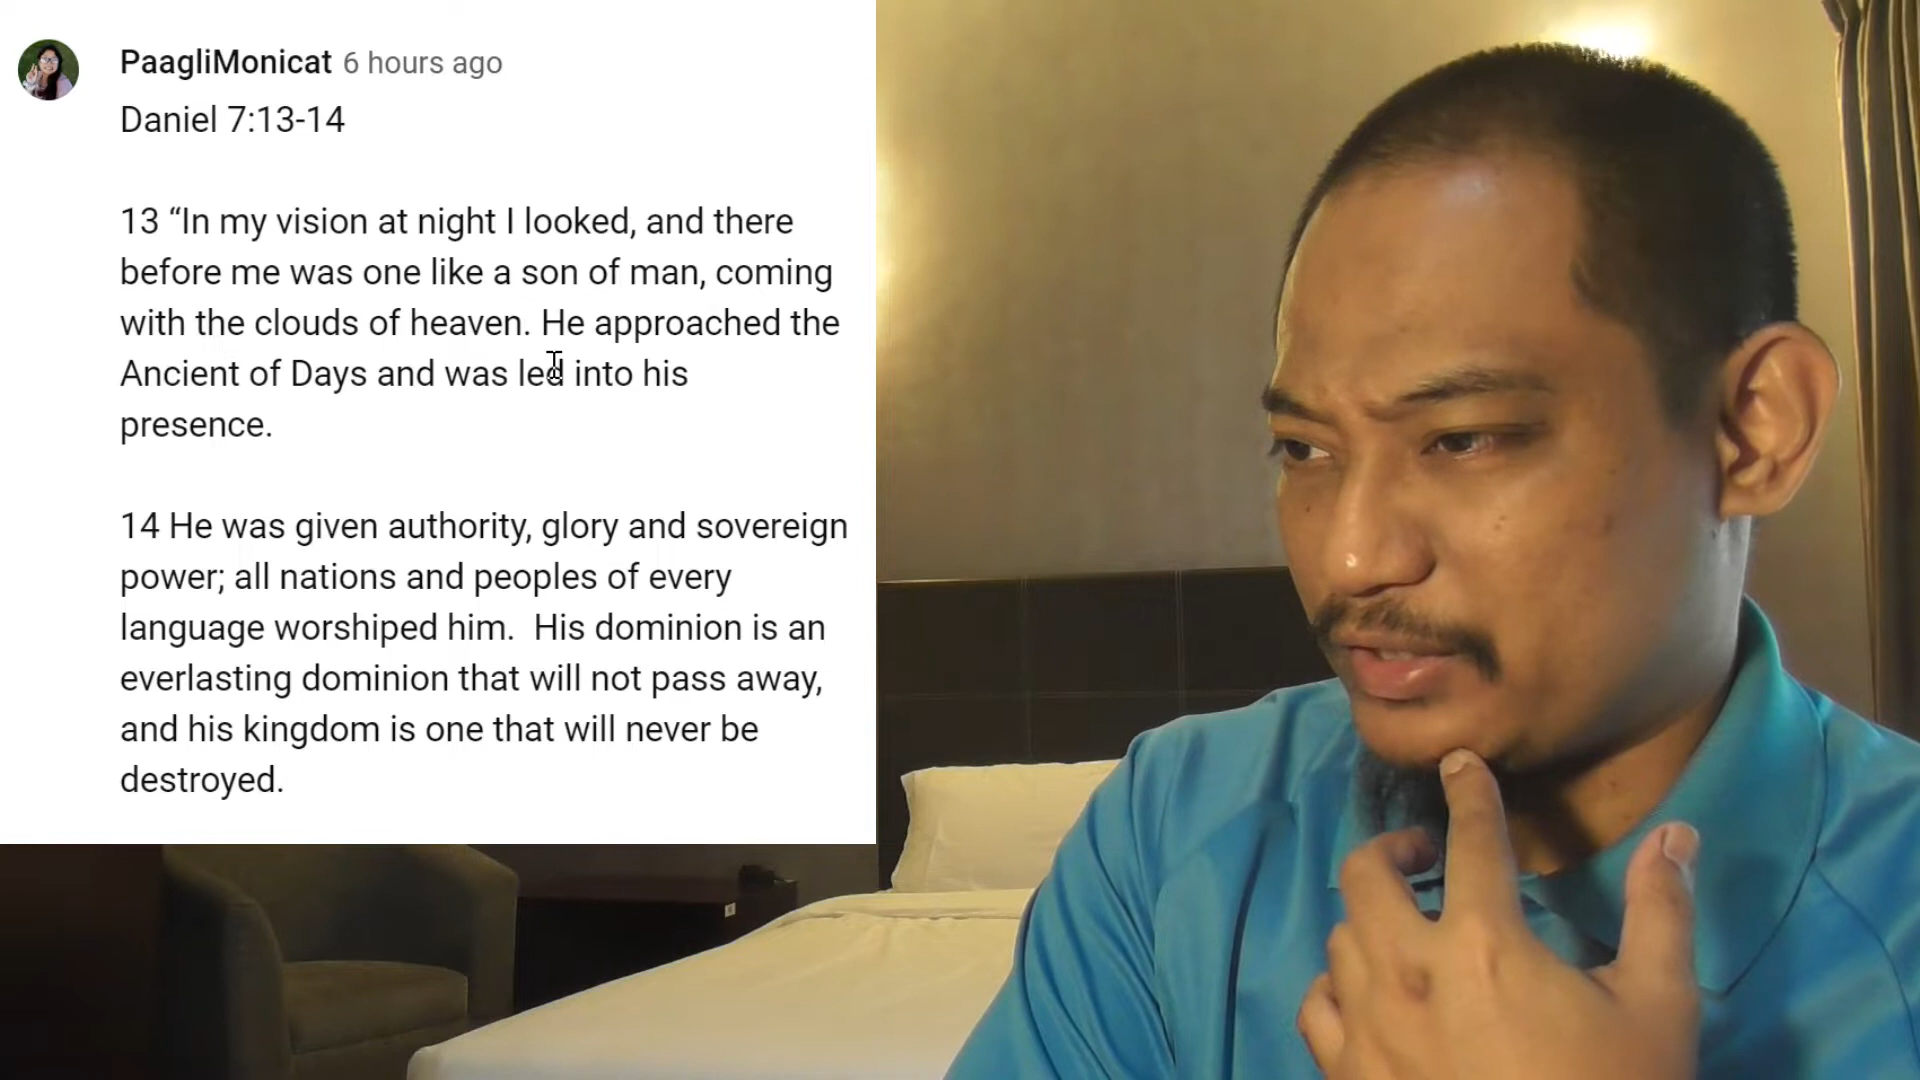 PaagliMonicat 6 hours ago
Daniel 7:13-14
13 “In my vision at night I looked, and there
before me was one like a son of man, coming
with the clouds of heaven. He approached the
Ancient of Days and was led into his
presence.
14 He was given authority, glory and sovereign
power; all nations and peoples of every
language worshiped him.  His dominion is an
everlasting dominion that will not pass away,
and his kingdom is one that will never be
destroyed.